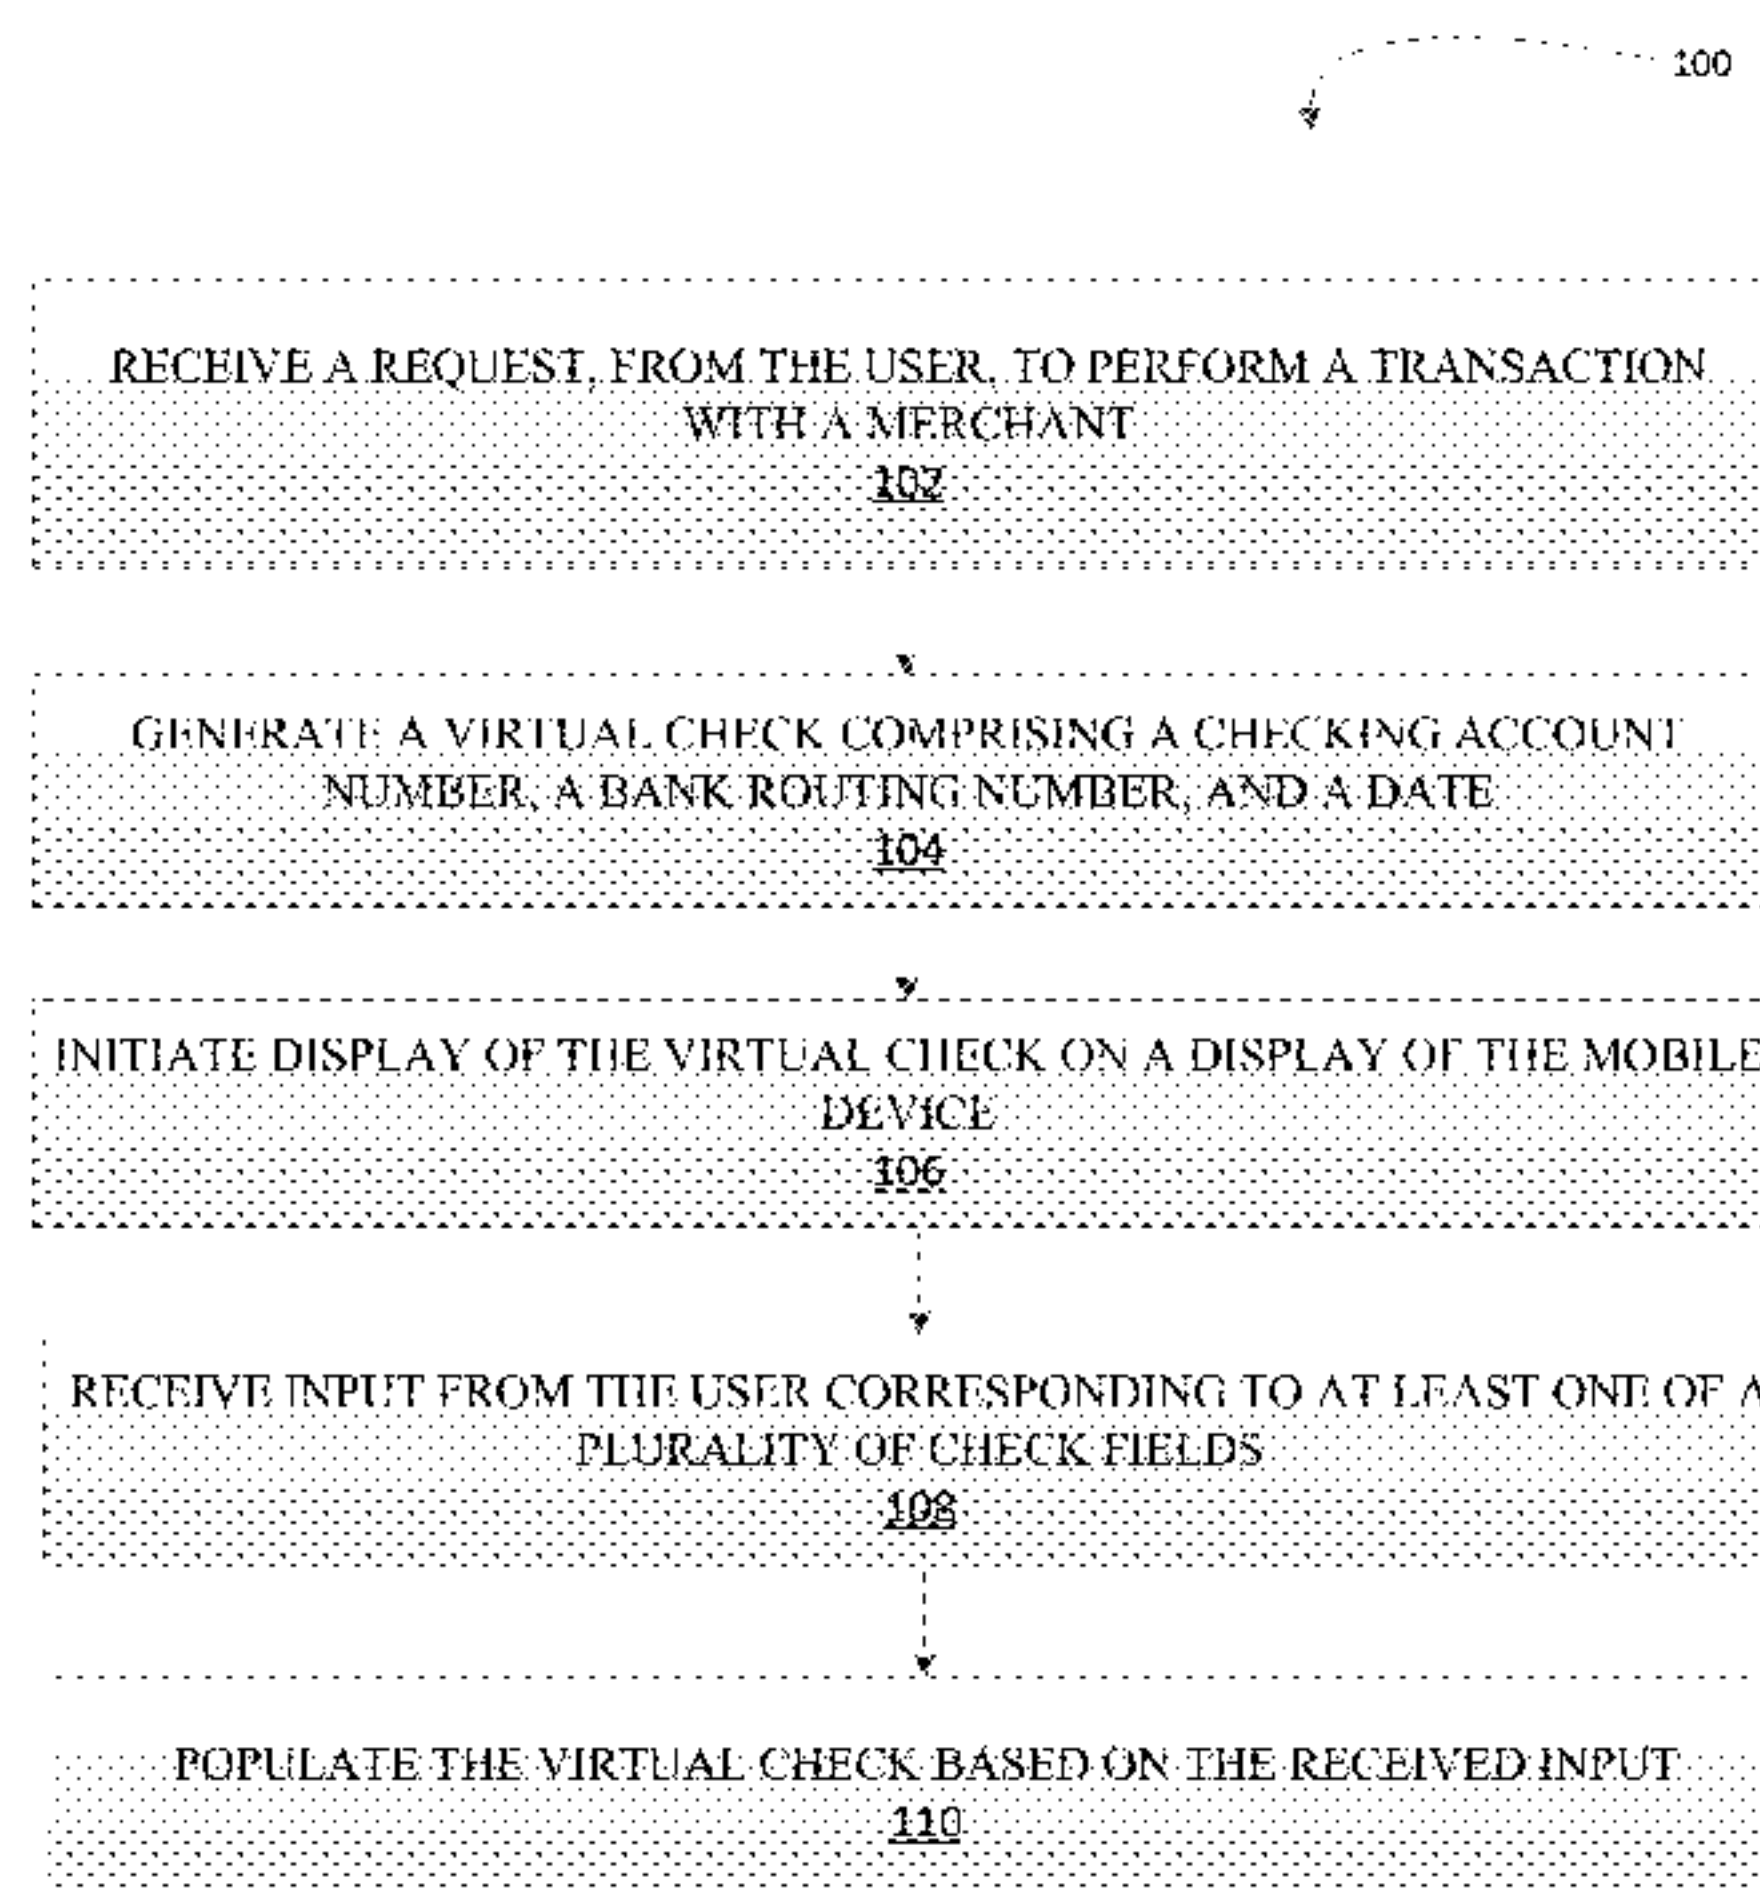 100
RECEIVE A REQUEST, FROM THE USER, TO PERFORM A TRANSACTION
WITH A MERCHANT
102
GENERATE A VIRTUAL CHECK COMPRISING A CHECKING ACCOUNT
NUMBER, A BANK ROUTING NUMBER, AND A DATE
104
INITIATE DISPLAY OF THE VIRTUAL CHECK ON A DISPLAY OF THE MOBILE
DEVICE
106
RECEIVE INPUT FROM THE USER CORRESPONDING TO AT LEAST ONE OF A
PLURALITY OF CHECK FIELDS
108
POPULATE THE VIRTUAL CHECK BASED ON THE RECEIVED INPUT
110